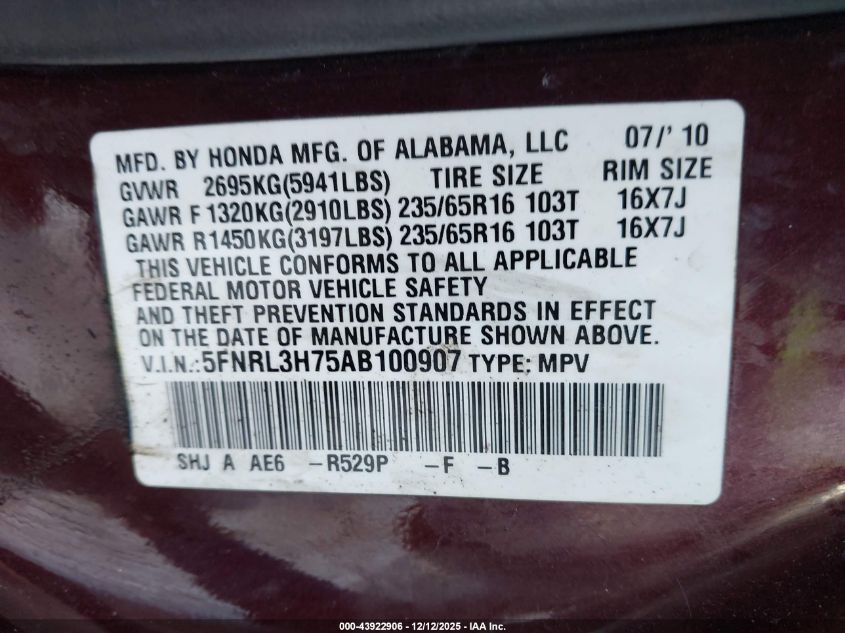 MFD. BY HONDA MFG. OF ALABAMA, LLC 07/' 10
GVWR 2695KG(5941LBS) TIRE SIZE RIM SIZE
GAWR F 1320KG(2910LBS) 235/65R16 103T 16X7J
GAWR R1450KG(3197LBS) 235/65R16 103T 16X7J
THIS VEHICLE CONFORMS TO ALL APPLICABLE
FEDERAL MOTOR VEHICLE SAFETY
AND THEFT PREVENTION STANDARDS IN EFFECT
ON THE DATE OF MANUFACTURE SHOWN ABOVE.
V.I.N.:5FNRL3H75AB100907 TYPE: MPV
SHJ A AE6 -R529P -F -B
000-43922906 - 12/12/2025 - IAA Inc.